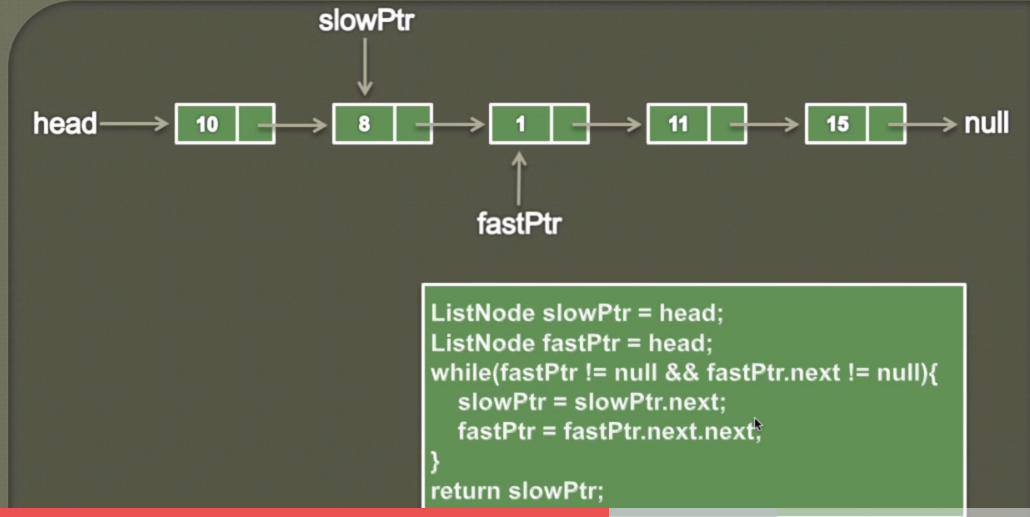 slowPtr
head 10 8 1 11 15 null
fastPtr
ListNode slowPtr = head;
ListNode fastPtr = head;
while(fastPtr != null && fastPtr.next != null){
slowPtr = slowPtr.next;
fastPtr = fastPtr.next.next;
}
return slowPtr;